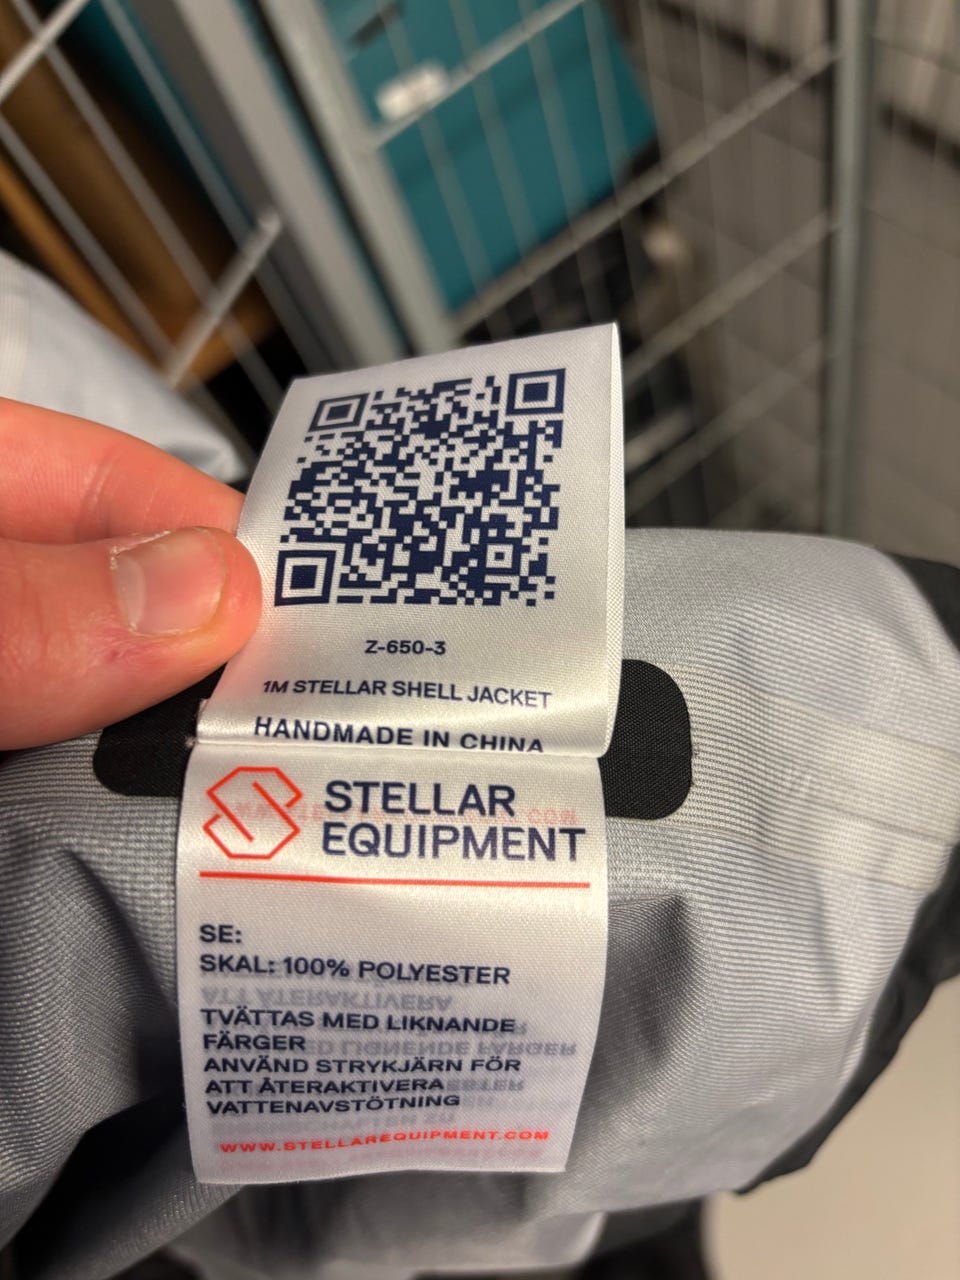 Z-650-3
1M STELLAR SHELL JACKET
HANDMADE IN CHINA
STELLAR
EQUIPMENT
SE:
SKAL: 100% POLYESTER
TVÄTTAS MED LIKNANDE
FÄRGER
ANVÄND STRYKJÄRN FÖR
ATT ÅTERAKTIVERA
VATTENAVSTÖTNING
WWW.STELLAREQUIPMENT.COM